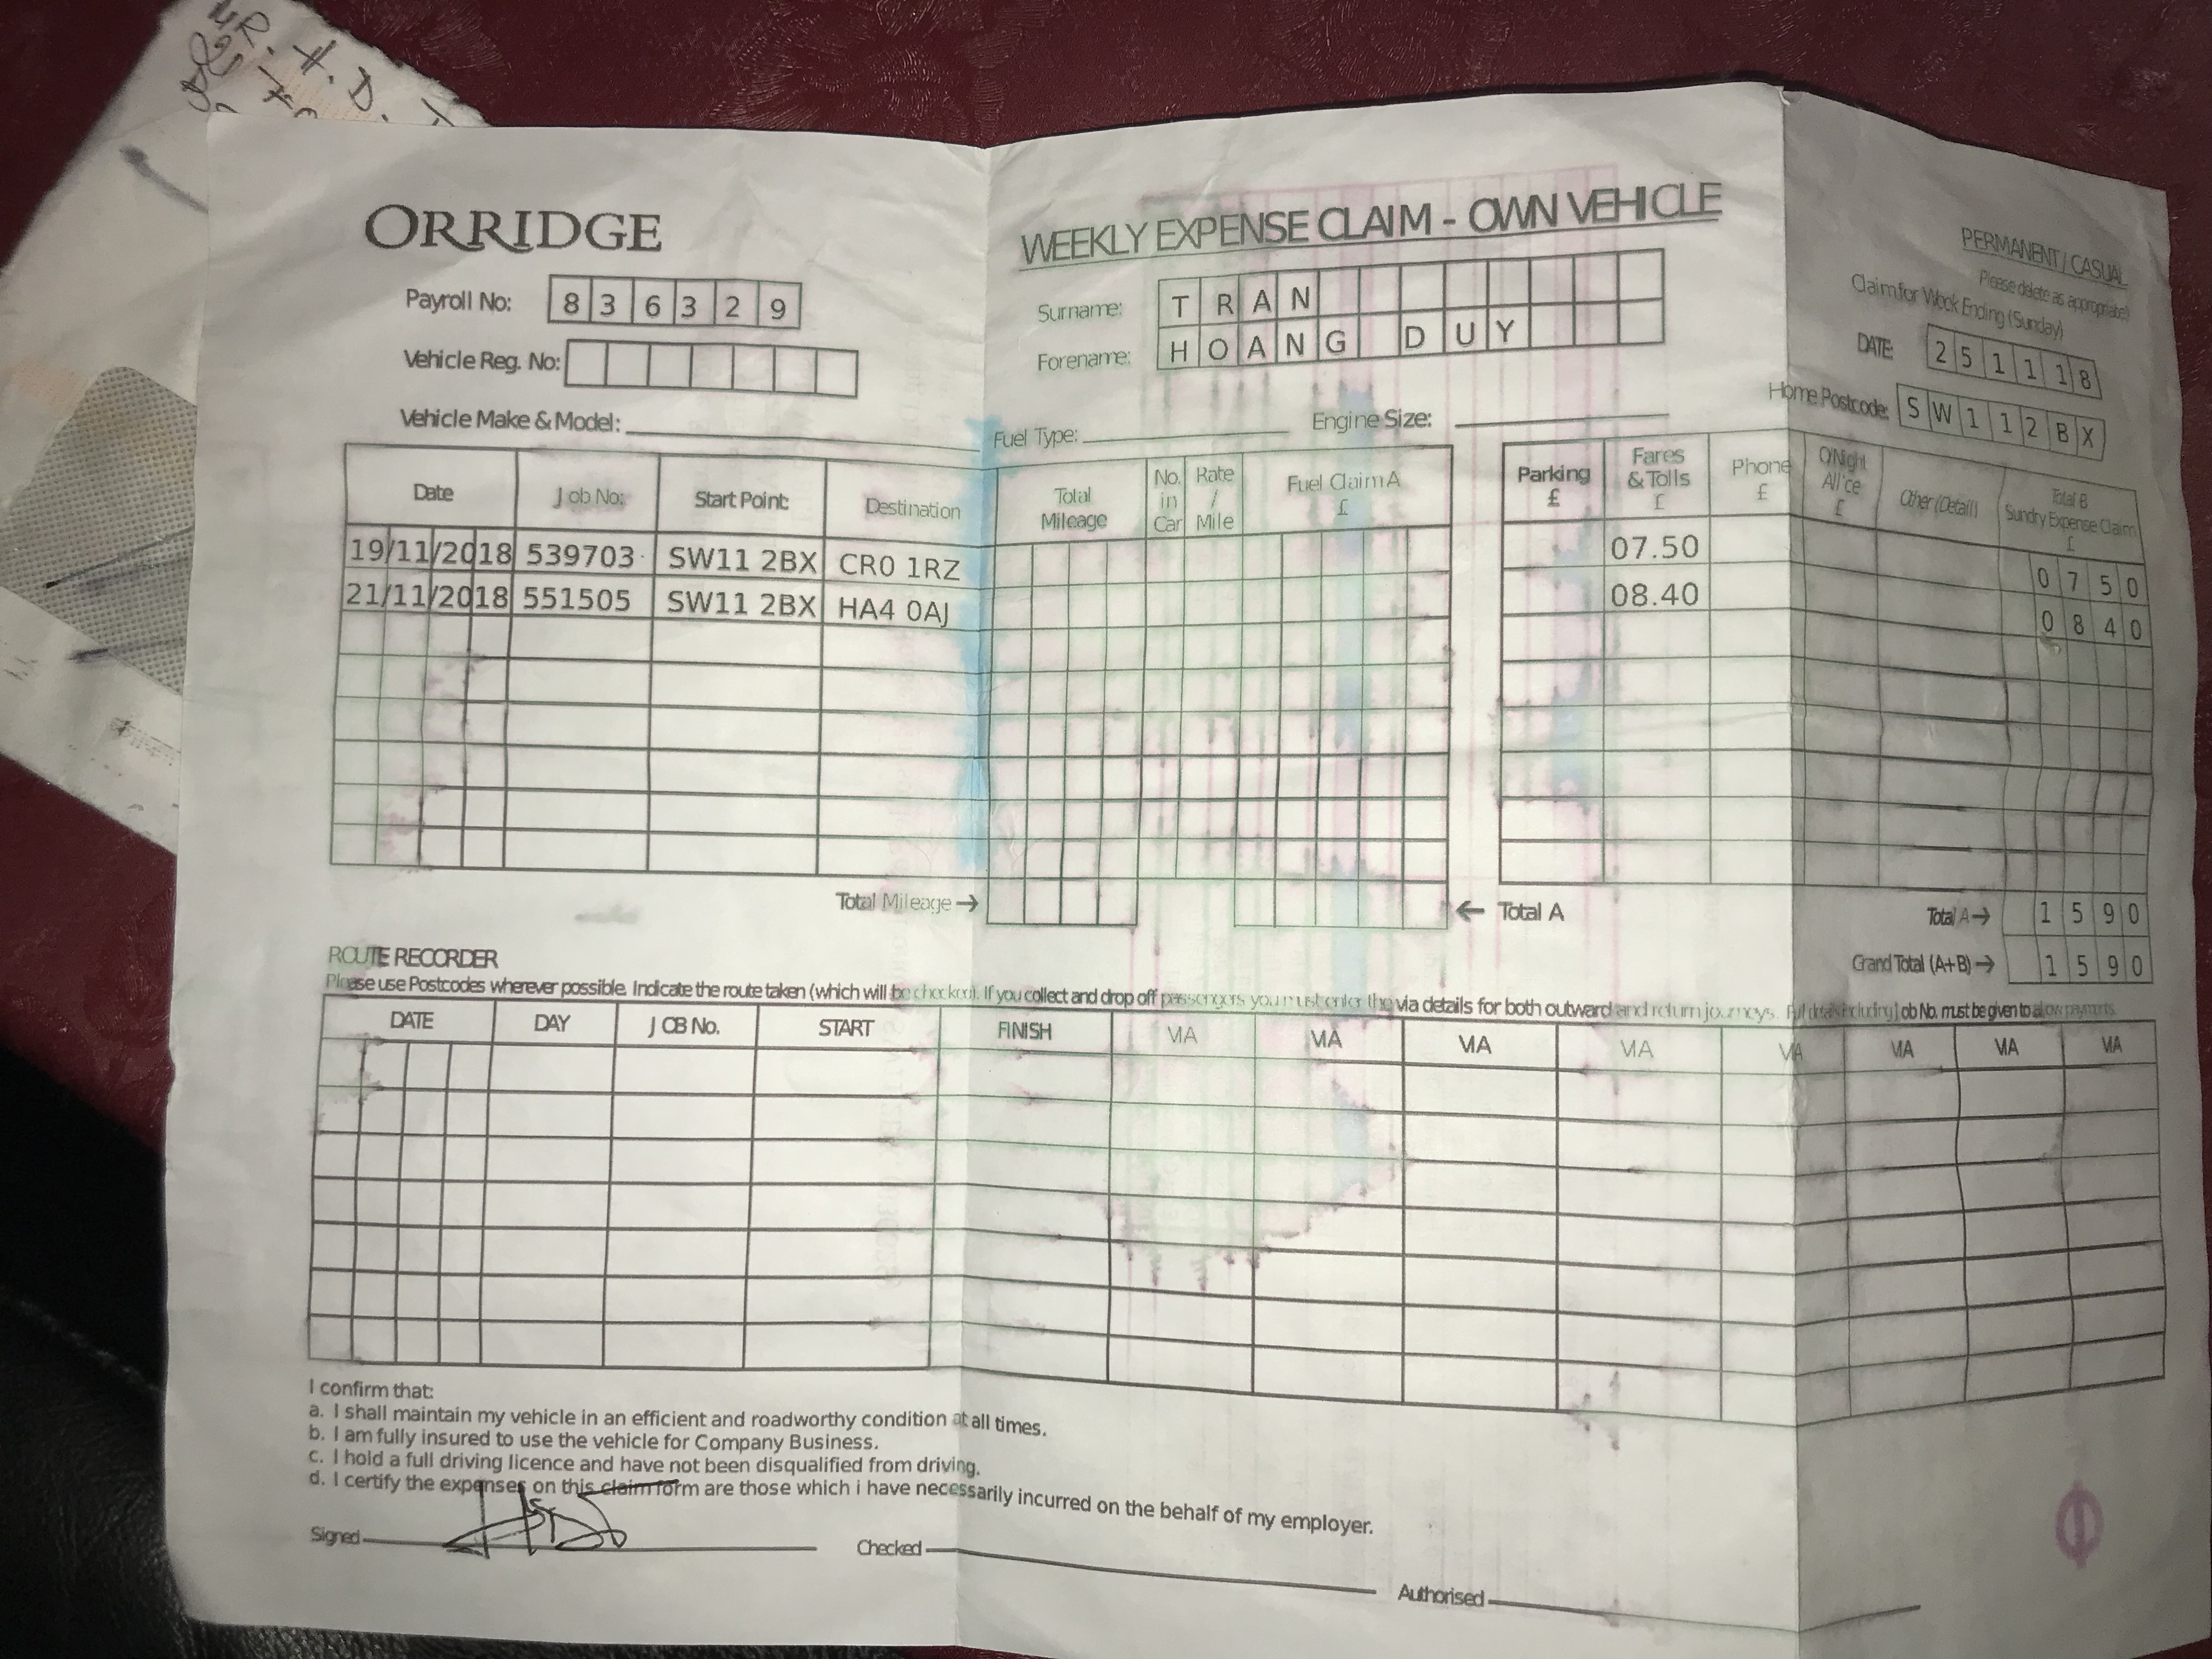 ORRIDGE
WEEKLY EXPENSE CLAIM - OWN VEHICLE
PERMANENT / CASUAL
Please delete as appropriate)
Claim for Week Ending (Sunday)
Payroll No: 8 3 6 3 2 9
Surname: T R A N
DATE: 2 5 1 1 1 8
Vehicle Reg. No:
Forename: H O A N G D U Y
Home Postcode: S W 1 1 2 B X
Vehicle Make & Model: Fuel Type: Engine Size:
Date Job No: Start Point: Destination Total Mileage No. in Car Rate / Mile Fuel Claim A £ Parking £ Fares & Tolls £ Phone £ O/Night All'ce £ Other (Detail) Total B Sundry Expense Claim £
19/11/2018 539703 SW11 2BX CR0 1RZ 07.50 0 7 5 0
21/11/2018 551505 SW11 2BX HA4 0AJ 08.40 0 8 4 0
Total Mileage → ← Total A Total A → 1 5 9 0
Grand Total (A+B) → 1 5 9 0
ROUTE RECORDER
Please use Postcodes wherever possible. Indicate the route taken (which will be checked). If you collect and drop off passengers you must enter the via details for both outward and return journeys. Full details including Job No. must be given to allow payments.
DATE DAY JOB No. START FINISH VIA VIA VIA VIA VIA VIA VIA VIA
I confirm that:
a. I shall maintain my vehicle in an efficient and roadworthy condition at all times.
b. I am fully insured to use the vehicle for Company Business.
c. I hold a full driving licence and have not been disqualified from driving.
d. I certify the expenses on this claim form are those which i have necessarily incurred on the behalf of my employer.
Signed Checked Authorised